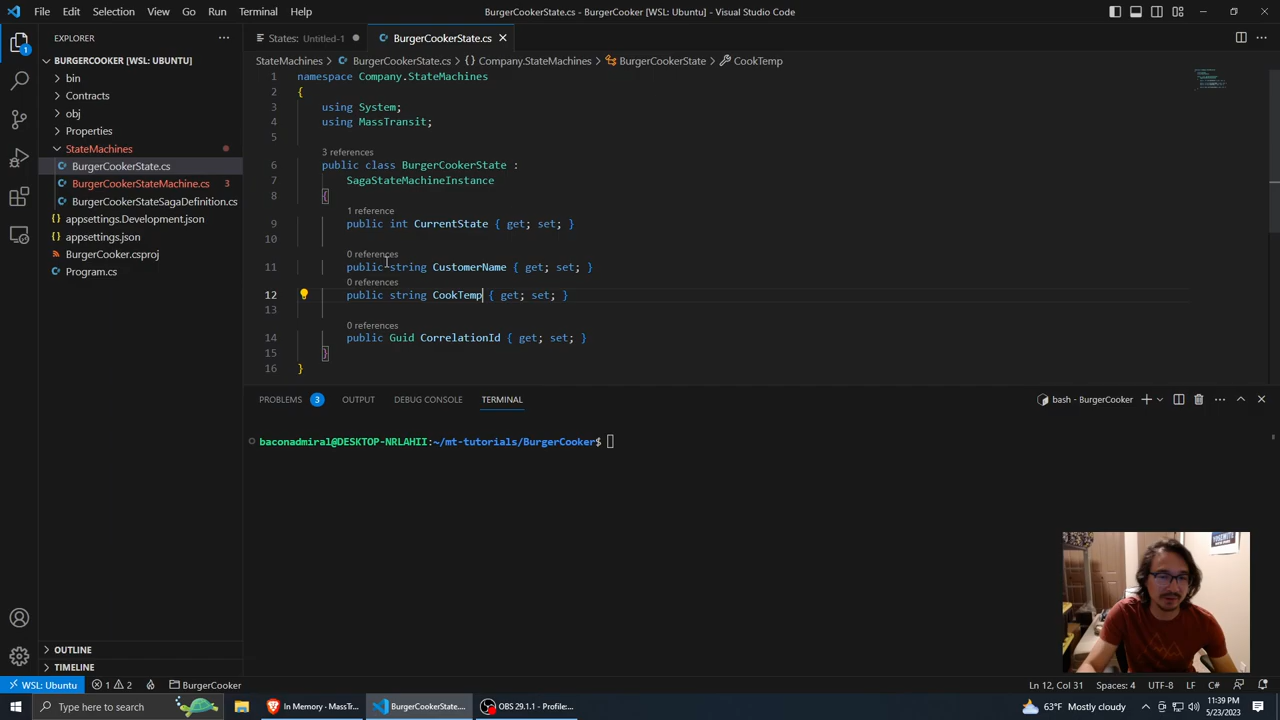 File Edit Selection View Go Run Terminal Help
BurgerCookerState.cs - BurgerCooker [WSL: Ubuntu] - Visual Studio Code
EXPLORER
States: Untitled-1
BurgerCookerState.cs
BURGERCOOKER [WSL: UBUNTU]
StateMachines > BurgerCookerState.cs > {} Company.StateMachines > BurgerCookerState > CookTemp
bin
Contracts
obj
Properties
StateMachines
BurgerCookerState.cs
BurgerCookerStateMachine.cs 3
BurgerCookerStateSagaDefinition.cs
appsettings.Development.json
appsettings.json
BurgerCooker.csproj
Program.cs
1 namespace Company.StateMachines
2 {
3 using System;
4 using MassTransit;
5
3 references
6 public class BurgerCookerState :
7 SagaStateMachineInstance
8 {
1 reference
9 public int CurrentState { get; set; }
10
0 references
11 public string CustomerName { get; set; }
0 references
12 public string CookTemp { get; set; }
13
0 references
14 public Guid CorrelationId { get; set; }
15 }
16 }
PROBLEMS 3 OUTPUT DEBUG CONSOLE TERMINAL
bash - BurgerCooker
baconadmiral@DESKTOP-NRLAHII:~/mt-tutorials/BurgerCooker$
YOSEMITE
OUTLINE
TIMELINE
WSL: Ubuntu 1 2 BurgerCooker
Ln 12, Col 31 Spaces: 4 UTF-8 LF C#
Type here to search
In Memory - MassTr...
BurgerCookerState....
OBS 29.1.1 - Profile:...
63°F Mostly cloudy
11:39 PM
5/23/2023